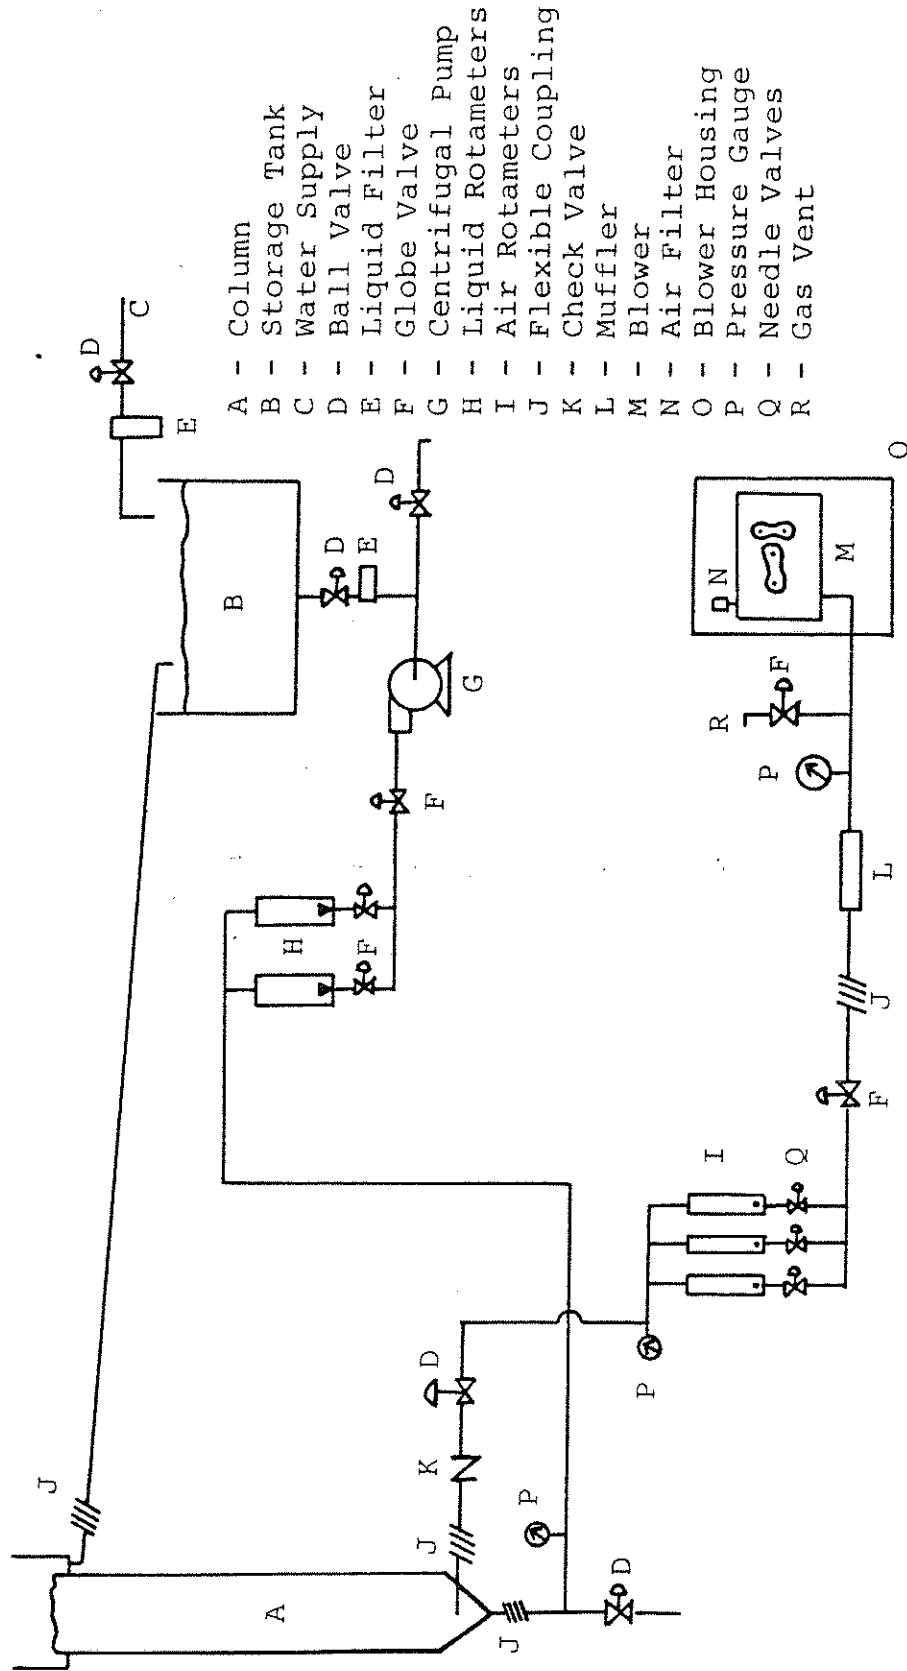 J
D
C
E
B
A
H
D
E
F
D
J
K
D
F
G
J
P
D
P
I
R
N
P
F
Q
M
F
J
L
O
A - Column
B - Storage Tank
C - Water Supply
D - Ball Valve
E - Liquid Filter
F - Globe Valve
G - Centrifugal Pump
H - Liquid Rotameters
I - Air Rotameters
J - Flexible Coupling
K - Check Valve
L - Muffler
M - Blower
N - Air Filter
O - Blower Housing
P - Pressure Gauge
Q - Needle Valves
R - Gas Vent